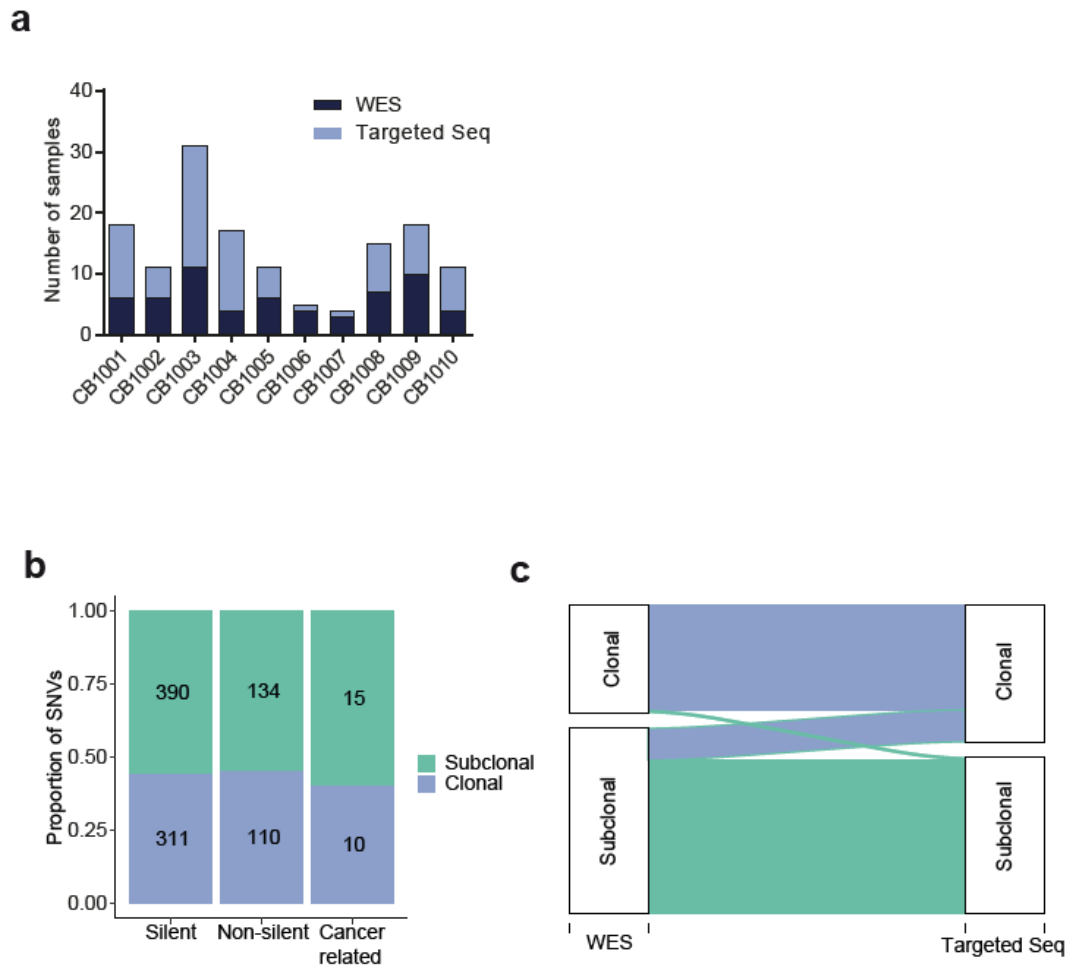 a
40
30
20
10
0
Number of samples
WES
Targeted Seq
CB1001
CB1002
CB1003
CB1004
CB1005
CB1006
CB1007
CB1008
CB1009
CB1010
b
1.00
0.75
0.50
0.25
0.00
Proportion of SNVs
390
134
15
311
110
10
Subclonal
Clonal
Silent
Non-silent
Cancer
related
c
Clonal
Subclonal
Clonal
Subclonal
WES
Targeted Seq